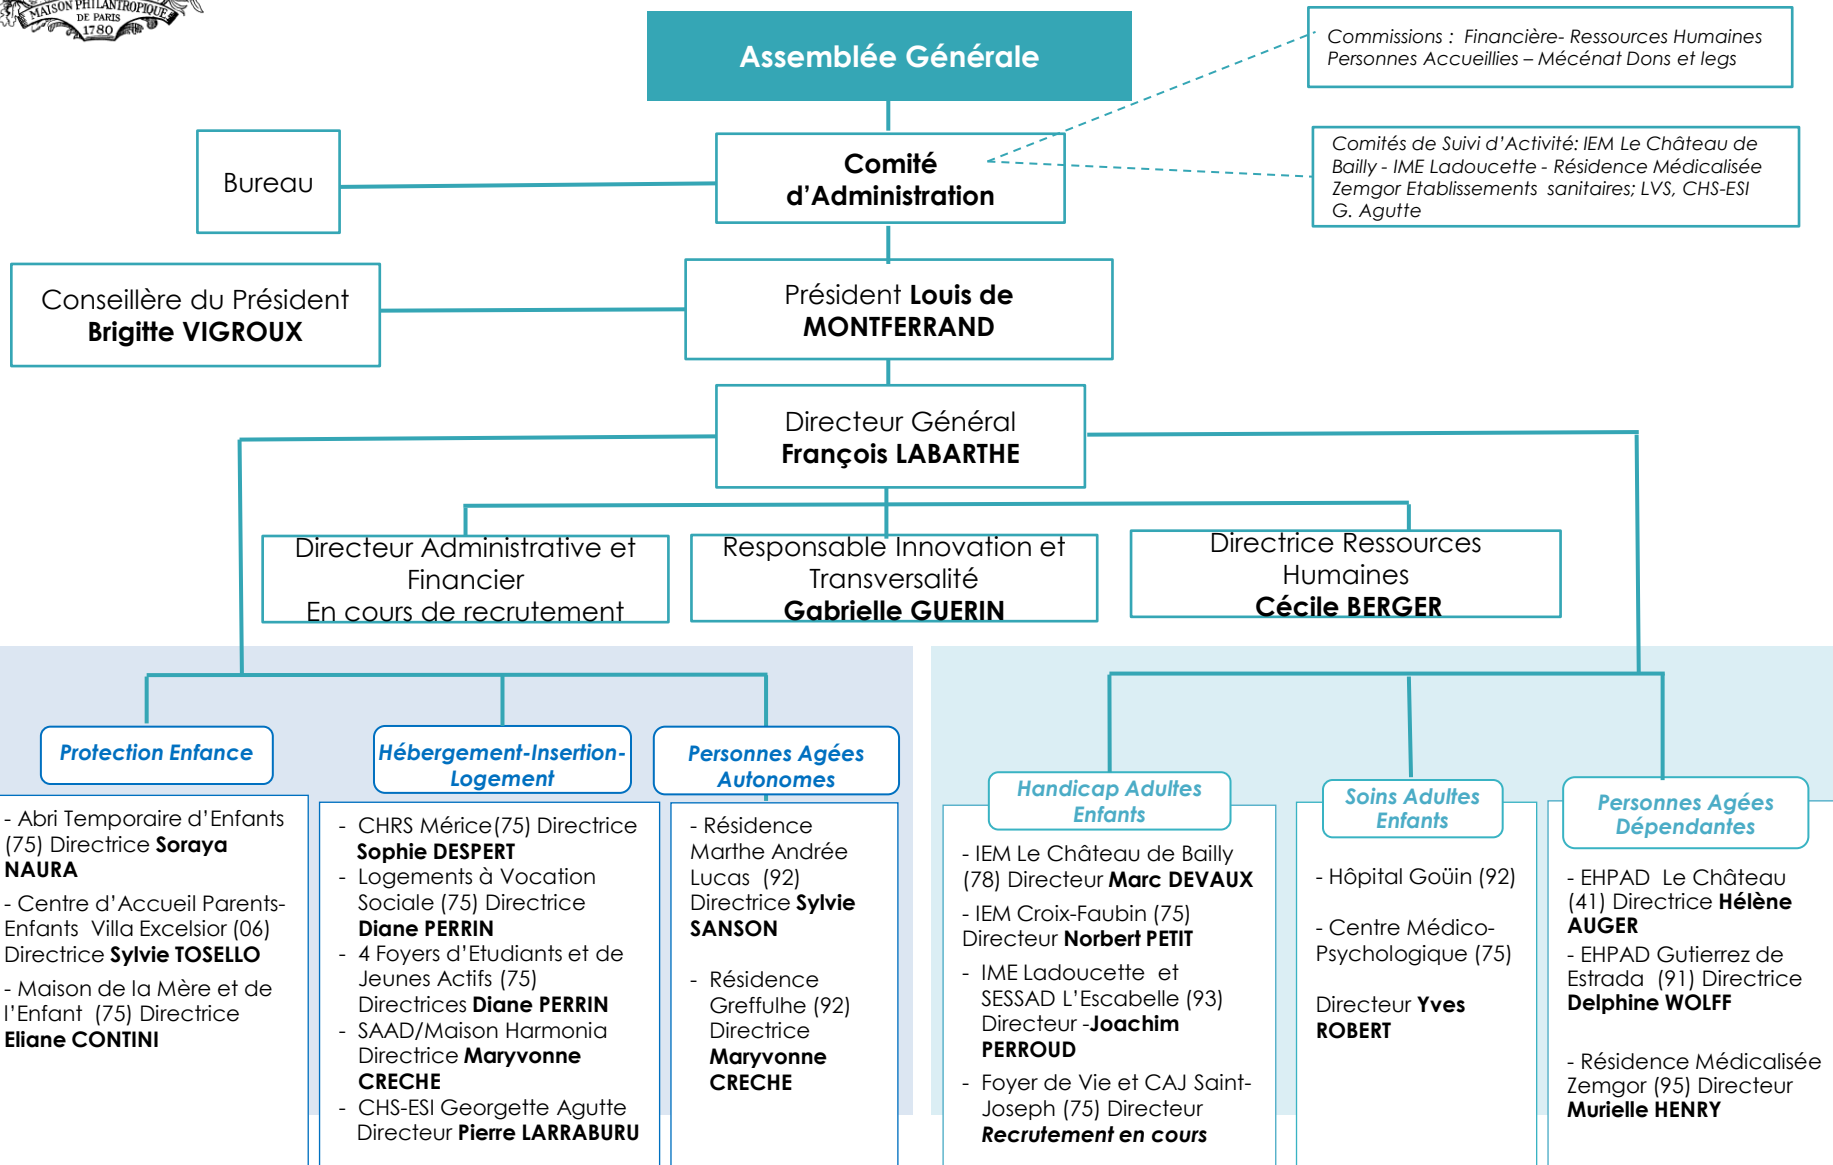 MAISON PHILANTROPIQUE
DE PARIS
1780
Assemblée Générale
Commissions : Financière- Ressources Humaines
Personnes Accueillies – Mécénat Dons et legs
Comité
d'Administration
Bureau
Comités de Suivi d'Activité: IEM Le Château de
Bailly - IME Ladoucette - Résidence Médicalisée
Zemgor Etablissements sanitaires; LVS, CHS-ESI
G. Agutte
Conseillère du Président
Brigitte VIGROUX
Président Louis de
MONTFERRAND
Directeur Général
François LABARTHE
Directeur Administrative et
Financier
En cours de recrutement
Responsable Innovation et
Transversalité
Gabrielle GUERIN
Directrice Ressources
Humaines
Cécile BERGER
Protection Enfance
- Abri Temporaire d'Enfants
(75) Directrice Soraya
NAURA
- Centre d'Accueil Parents-
Enfants Villa Excelsior (06)
Directrice Sylvie TOSELLO
- Maison de la Mère et de
l'Enfant (75) Directrice
Eliane CONTINI
Hébergement-Insertion-
Logement
- CHRS Mérice(75) Directrice
Sophie DESPERT
- Logements à Vocation
Sociale (75) Directrice
Diane PERRIN
- 4 Foyers d'Etudiants et de
Jeunes Actifs (75)
Directrices Diane PERRIN
- SAAD/Maison Harmonia
Directrice Maryvonne
CRECHE
- CHS-ESI Georgette Agutte
Directeur Pierre LARRABURU
Personnes Agées
Autonomes
- Résidence
Marthe Andrée
Lucas (92)
Directrice Sylvie
SANSON
- Résidence
Greffulhe (92)
Directrice
Maryvonne
CRECHE
Handicap Adultes
Enfants
- IEM Le Château de Bailly
(78) Directeur Marc DEVAUX
- IEM Croix-Faubin (75)
Directeur Norbert PETIT
- IME Ladoucette et
SESSAD L'Escabelle (93)
Directeur -Joachim
PERROUD
- Foyer de Vie et CAJ Saint-
Joseph (75) Directeur
Recrutement en cours
Soins Adultes
Enfants
- Hôpital Goüin (92)
- Centre Médico-
Psychologique (75)
Directeur Yves
ROBERT
Personnes Agées
Dépendantes
- EHPAD Le Château
(41) Directrice Hélène
AUGER
- EHPAD Gutierrez de
Estrada (91) Directrice
Delphine WOLFF
- Résidence Médicalisée
Zemgor (95) Directeur
Murielle HENRY